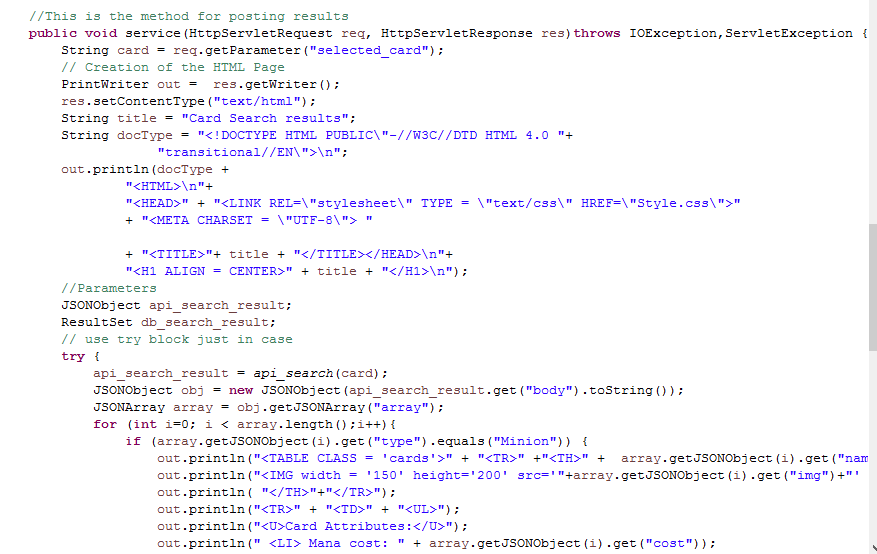 //This is the method for posting results
public void service(HttpServletRequest req, HttpServletResponse res)throws IOException,ServletException {
String card = req.getParameter("selected_card");
// Creation of the HTML Page
PrintWriter out =  res.getWriter();
res.setContentType("text/html");
String title = "Card Search results";
String docType = "<!DOCTYPE HTML PUBLIC\"-//W3C//DTD HTML 4.0 "+
"transitional//EN\">\n";
out.println(docType +
"<HTML>\n"+
"<HEAD>" + "<LINK REL=\"stylesheet\" TYPE = \"text/css\" HREF=\"Style.css\">"
+ "<META CHARSET = \"UTF-8\"> "
+ "<TITLE>"+ title + "</TITLE></HEAD>\n"+
"<H1 ALIGN = CENTER>" + title + "</H1>\n");
//Parameters
JSONObject api_search_result;
ResultSet db_search_result;
// use try block just in case
try {
api_search_result = api_search(card);
JSONObject obj = new JSONObject(api_search_result.get("body").toString());
JSONArray array = obj.getJSONArray("array");
for (int i=0; i < array.length();i++){
if (array.getJSONObject(i).get("type").equals("Minion")) {
out.println("<TABLE CLASS = 'cards'>" + "<TR>" +"<TH>" +  array.getJSONObject(i).get("nam
out.println("<IMG width = '150' height='200' src='"+array.getJSONObject(i).get("img")+"'
out.println( "</TH>"+"</TR>");
out.println("<TR>" + "<TD>" + "<UL>");
out.println("<U>Card Attributes:</U>");
out.println(" <LI> Mana cost: " + array.getJSONObject(i).get("cost"));